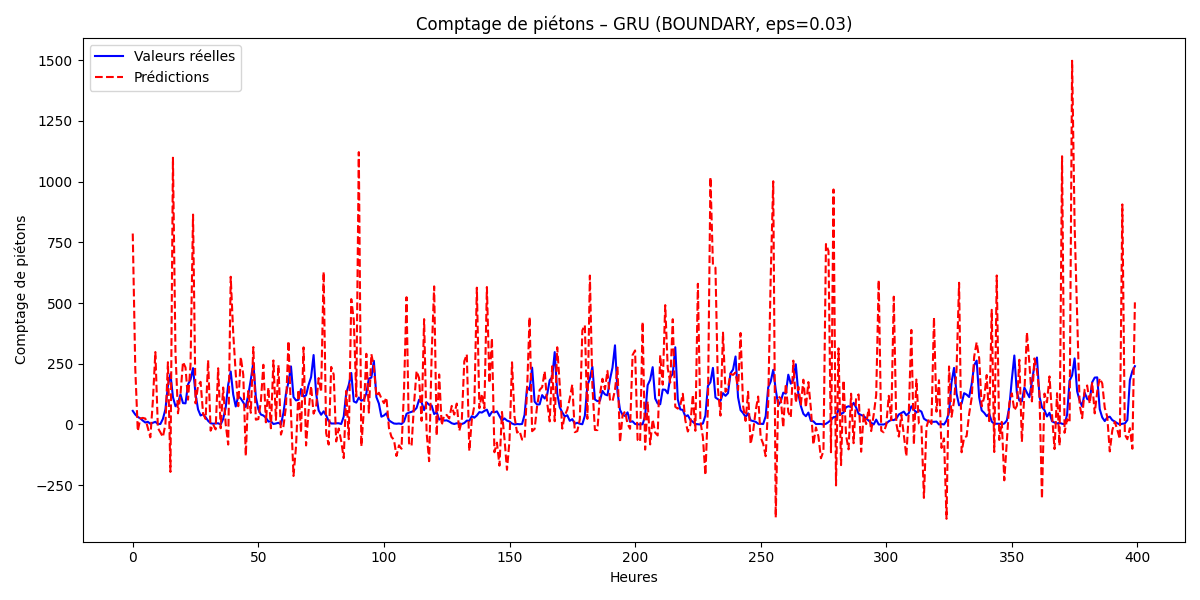 Comptage de piétons – GRU (BOUNDARY, eps=0.03)
Valeurs réelles
Prédictions
1500
1250
1000
750
500
250
0
−250
Comptage de piétons
0 50 100 150 200 250 300 350 400
Heures